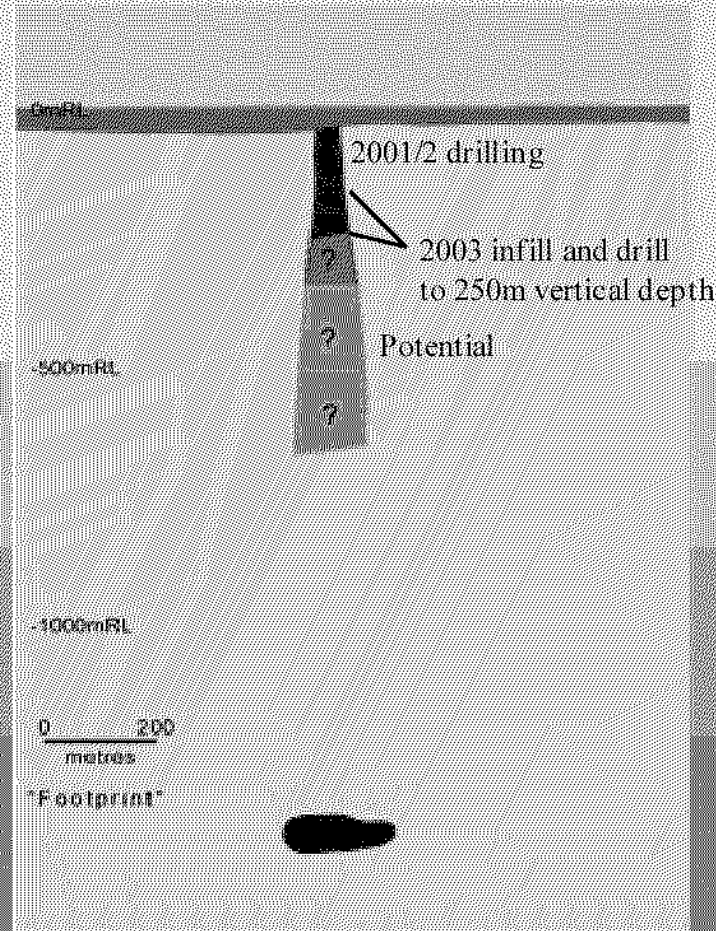 0mRL
2001/2 drilling
2003 infill and drill
to 250m vertical depth
?
?
Potential
-500mRL
?
-1000mRL
0 200
metres
"Footprint"